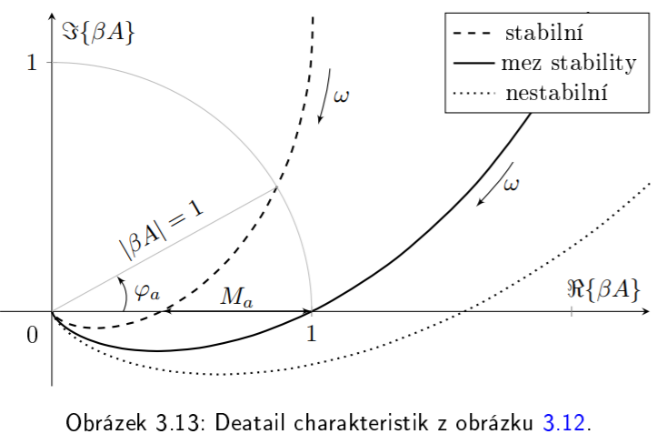 ℑ{βA}
stabilní
mez stability
nestabilní
1
ω
ω
|βA| = 1
φₐ
Mₐ
ℜ{βA}
0
1
Obrázek 3.13: Deatail charakteristik z obrázku 3.12.